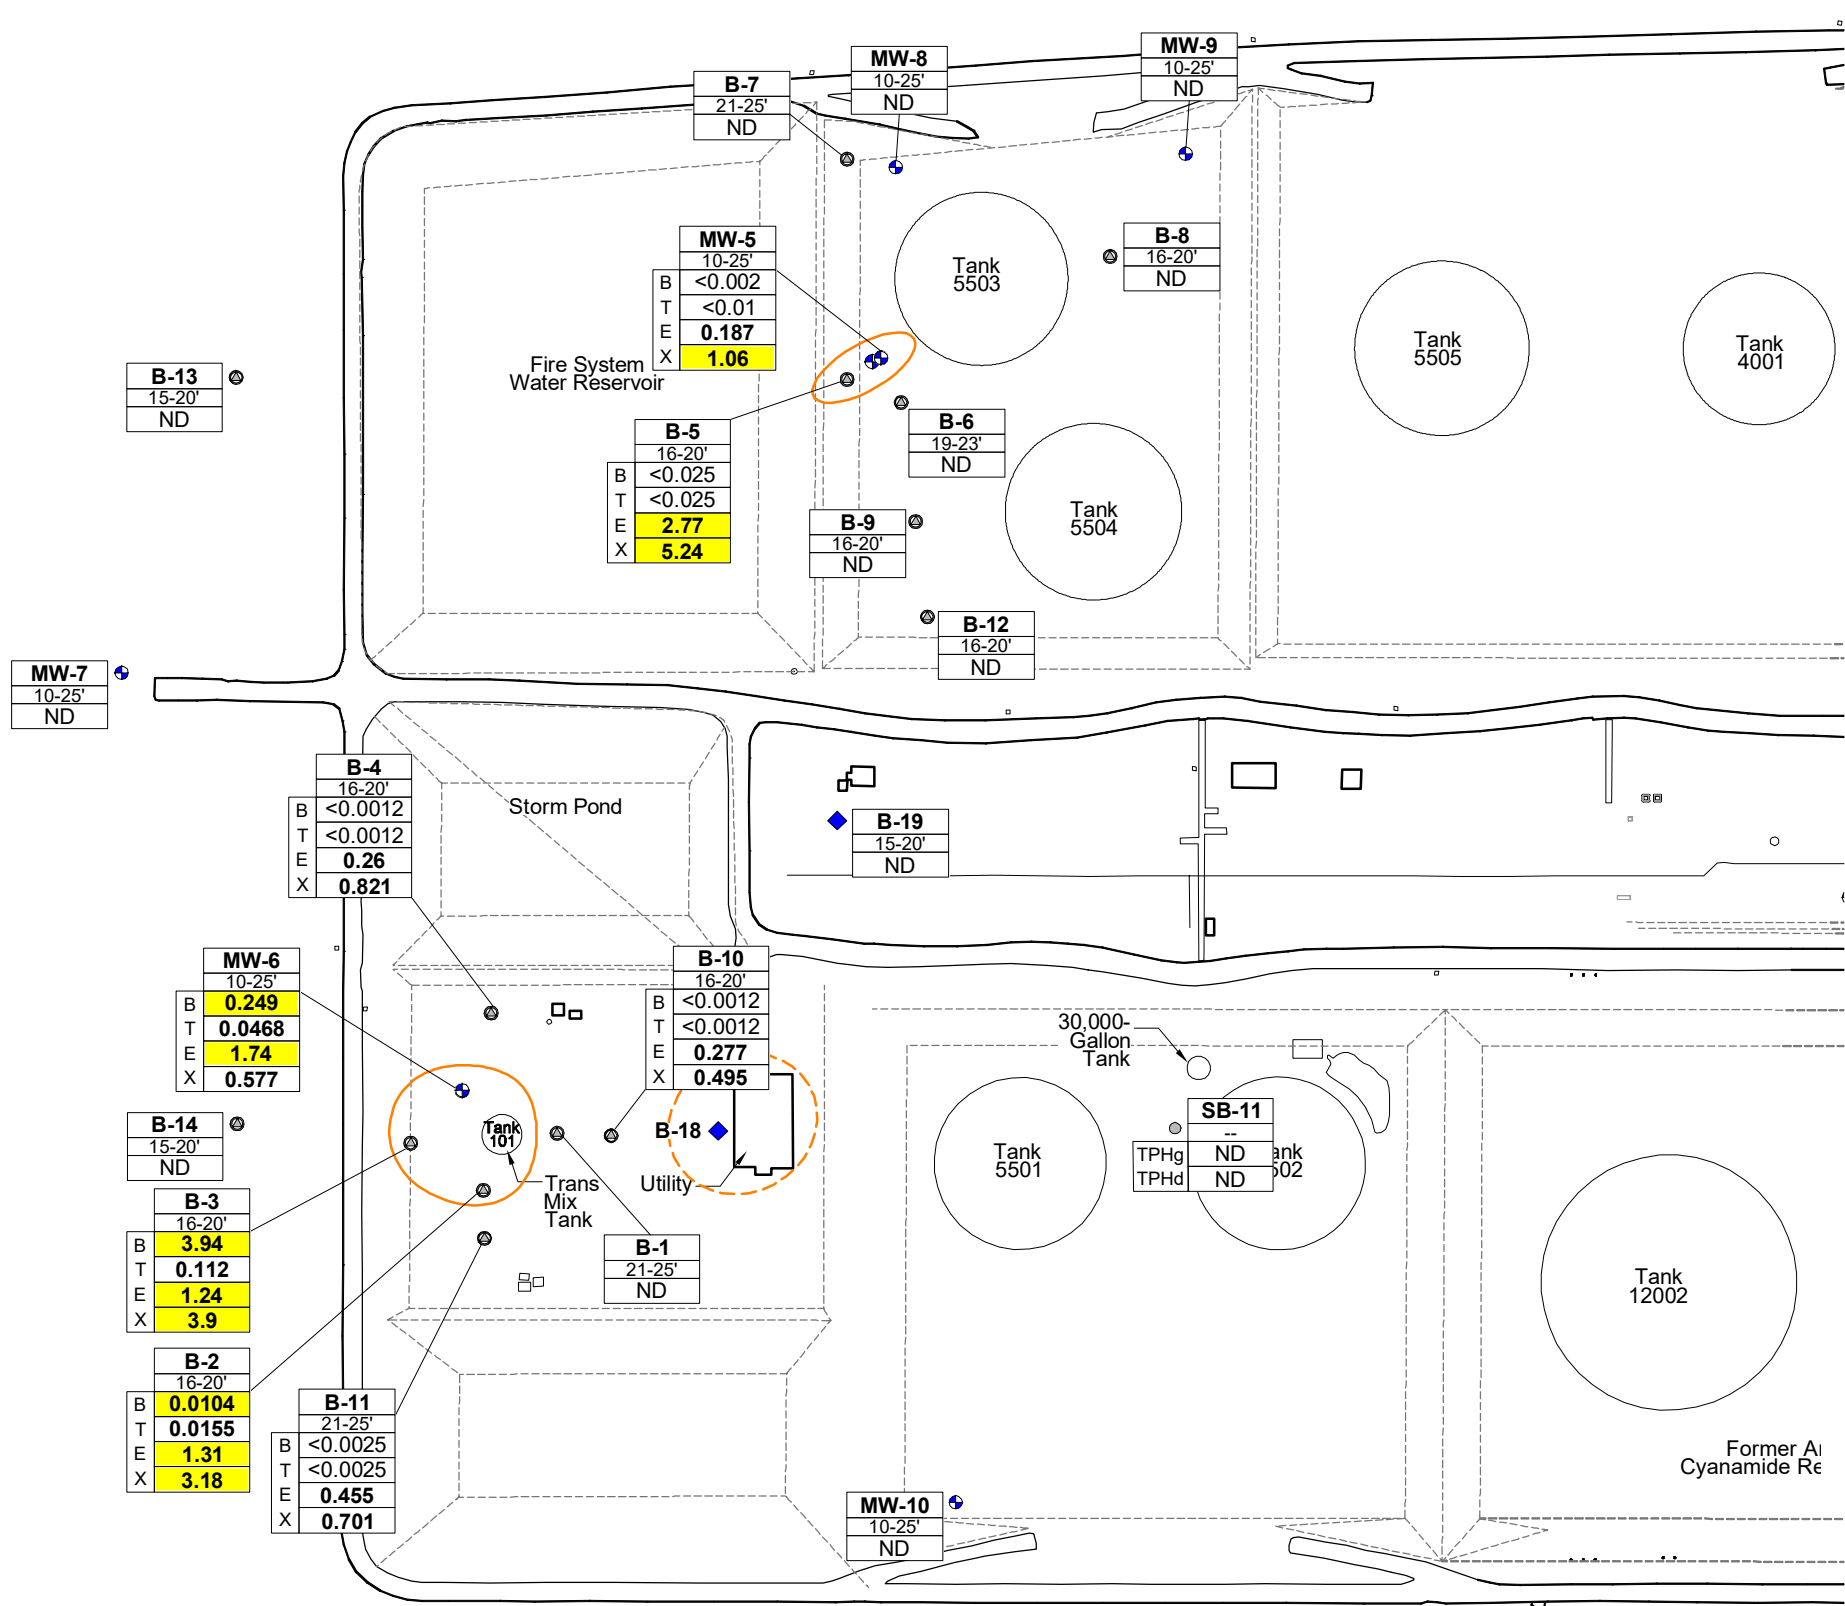 MW-8
10-25'
ND
MW-9
10-25'
ND
B-7
21-25'
ND
MW-5
10-25'
B <0.002
T <0.01
E 0.187
X 1.06
B-8
16-20'
ND
Tank
5503
Tank
5505
Tank
4001
Fire System
Water Reservoir
B-13
15-20'
ND
B-5
16-20'
B <0.025
T <0.025
E 2.77
X 5.24
B-6
19-23'
ND
Tank
5504
B-9
16-20'
ND
B-12
16-20'
ND
MW-7
10-25'
ND
B-4
16-20'
B <0.0012
T <0.0012
E 0.26
X 0.821
Storm Pond
B-19
15-20'
ND
MW-6
10-25'
B 0.249
T 0.0468
E 1.74
X 0.577
B-10
16-20'
B <0.0012
T <0.0012
E 0.277
X 0.495
30,000-
Gallon
Tank
B-14
15-20'
ND
Tank
101
B-18
Utility
Trans
Mix
Tank
Tank
5501
SB-11
--
TPHg ND
TPHd ND
ank
502
B-3
16-20'
B 3.94
T 0.112
E 1.24
X 3.9
B-1
21-25'
ND
Tank
12002
B-2
16-20'
B 0.0104
T 0.0155
E 1.31
X 3.18
B-11
21-25'
B <0.0025
T <0.0025
E 0.455
X 0.701
Former
Cyanamide
MW-10
10-25'
ND